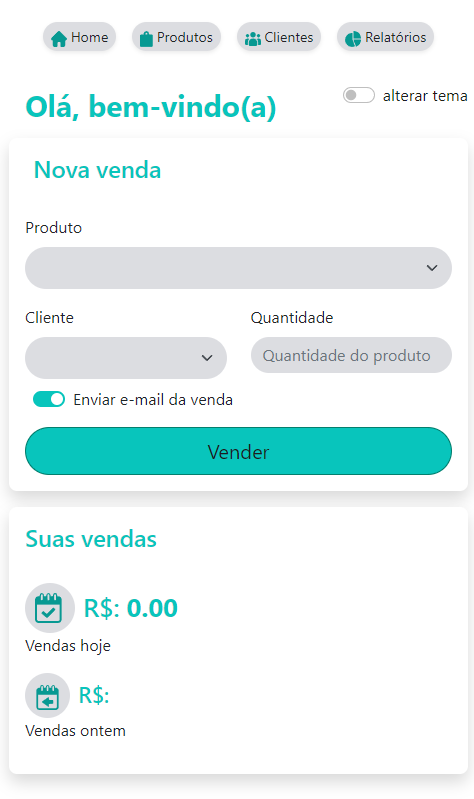 Home Produtos Clientes Relatórios
Olá, bem-vindo(a)
alterar tema
Nova venda
Produto
Cliente Quantidade
Quantidade do produto
Enviar e-mail da venda
Vender
Suas vendas
R$: 0.00
Vendas hoje
R$:
Vendas ontem